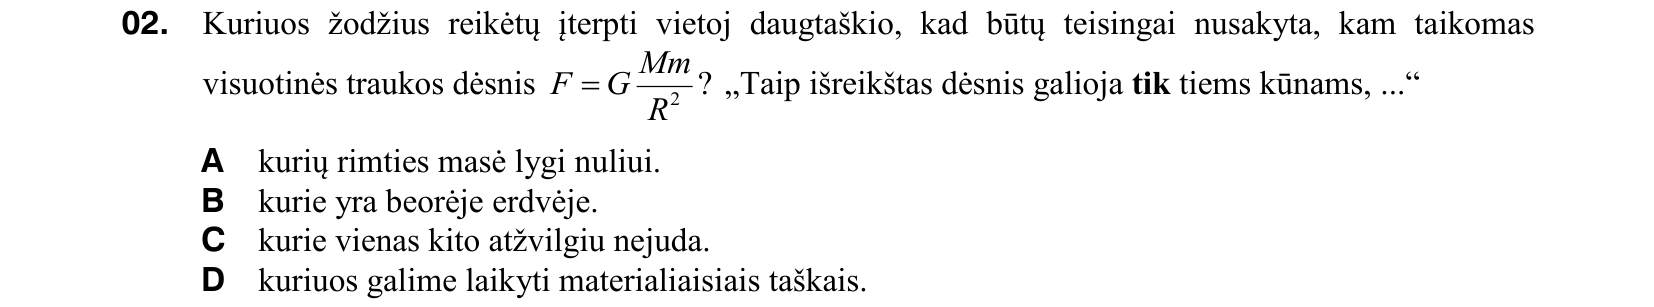 02. Kuriuos žodžius reikėtų įterpti vietoj daugtaškio, kad būtų teisingai nusakyta, kam taikomas
visuotinės traukos dėsnis F = G Mm/R² ? „Taip išreikštas dėsnis galioja tik tiems kūnams, ...“
A kurių rimties masė lygi nuliui.
B kurie yra beorėje erdvėje.
C kurie vienas kito atžvilgiu nejuda.
D kuriuos galime laikyti materialiaisiais taškais.